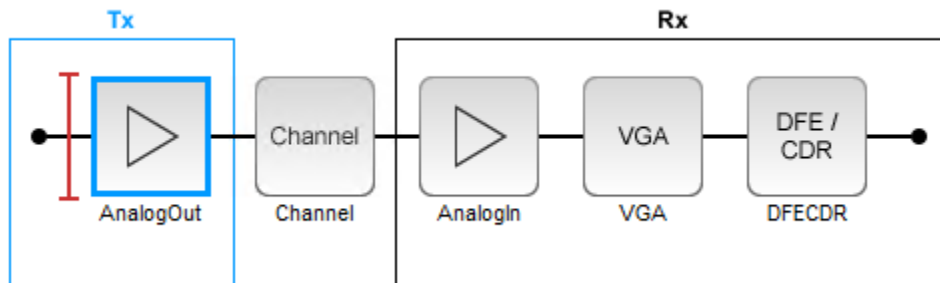 Tx
Rx
Channel
VGA
DFE /
CDR
AnalogOut
Channel
AnalogIn
VGA
DFECDR